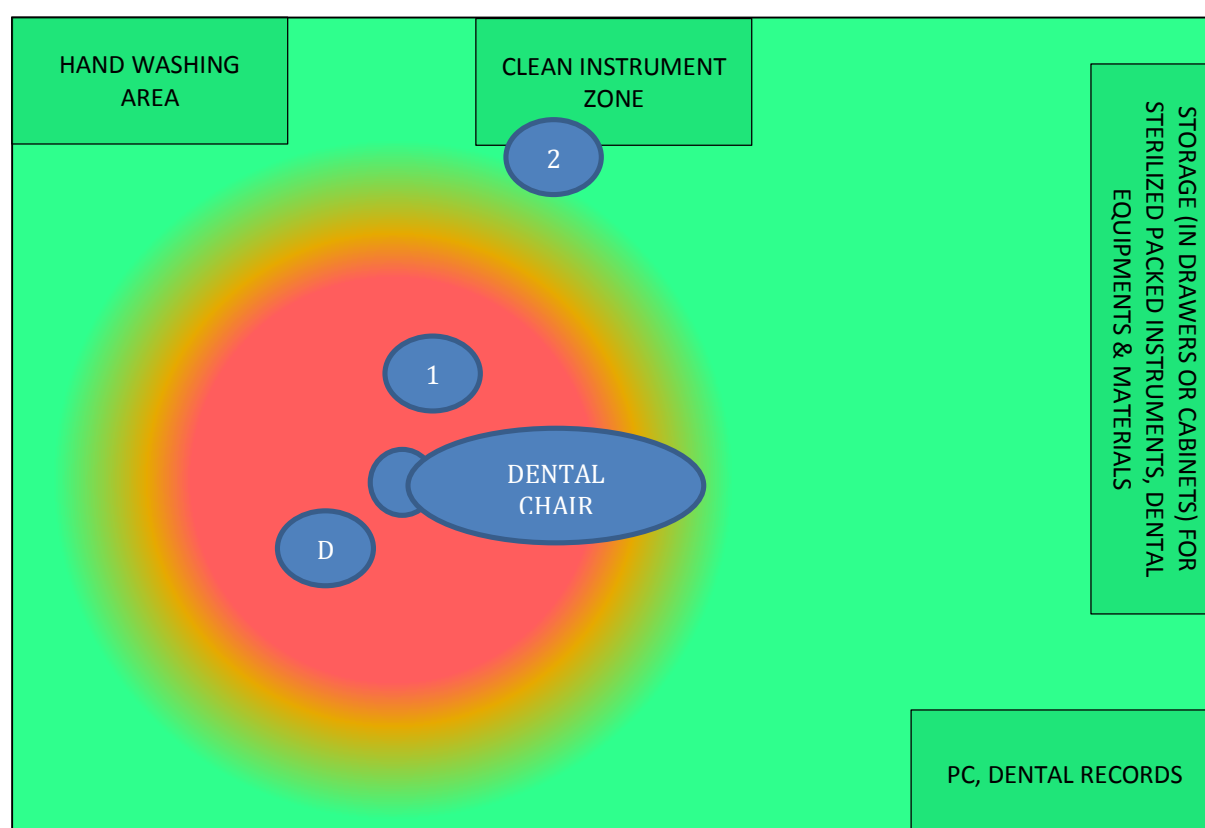 HAND WASHING
AREA
CLEAN INSTRUMENT
ZONE
2
STORAGE (IN DRAWERS OR CABINETS) FOR
STERILIZED PACKED INSTRUMENTS, DENTAL
EQUIPMENTS & MATERIALS
1
DENTAL
CHAIR
D
PC, DENTAL RECORDS